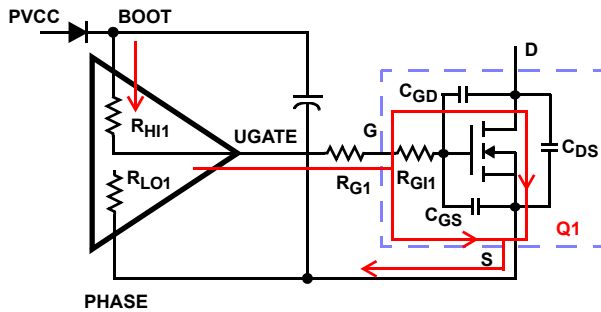 PVCC
BOOT
D
CGD
RHI1
UGATE
G
CDS
RLO1
RG1
RGI1
CGS
Q1
S
PHASE